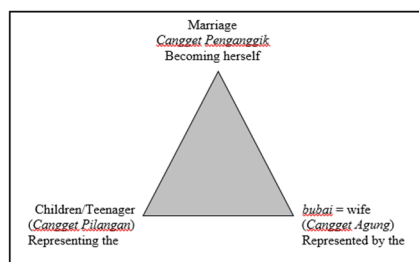 Marriage
Cangget Penganggik
Becoming herself
Children/Teenager
(Cangget Pilangan)
Representing the
bubai = wife
(Cangget Agung)
Represented by the